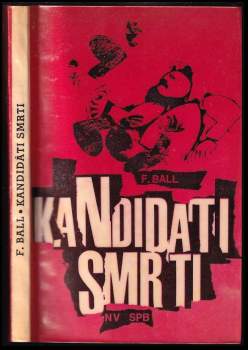 F. BALL • KANDIDÁTI SMRTI
F. BALL
KANDIDÁTI
SMRTI
NV SPB